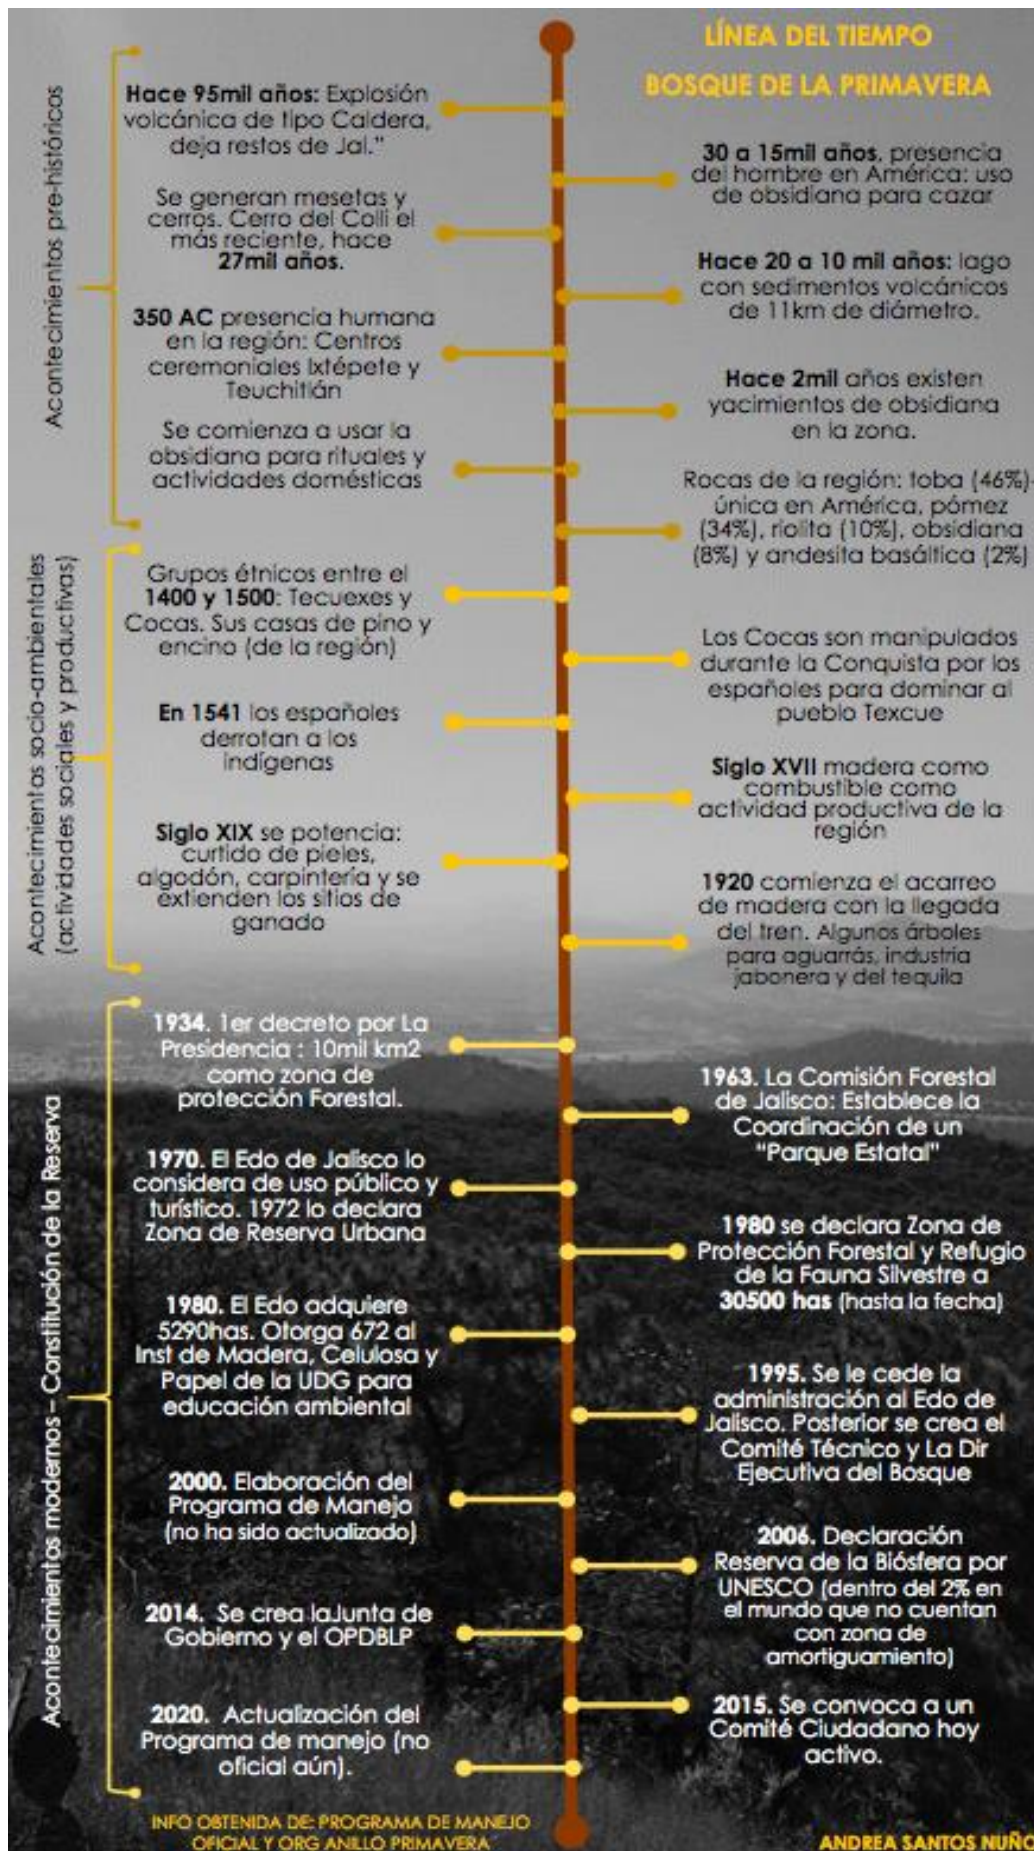 LÍNEA DEL TIEMPO
BOSQUE DE LA PRIMAVERA
Acontecimientos pre-históricos
Hace 95mil años: Explosión
volcánica de tipo Caldera,
deja restos de Jal."
30 a 15mil años, presencia
del hombre en América: uso
de obsidiana para cazar
Se generan mesetas y
cerros. Cerro del Colli el
más reciente, hace
27mil años.
Hace 20 a 10 mil años: lago
con sedimentos volcánicos
de 11km de diámetro.
350 AC presencia humana
en la región: Centros
ceremoniales Ixtépete y
Teuchitlán
Hace 2mil años existen
yacimientos de obsidiana
en la zona.
Se comienza a usar la
obsidiana para rituales y
actividades domésticas
Rocas de la región: toba (46%)-
única en América, pómez
(34%), riolita (10%), obsidiana
(8%) y andesita basáltica (2%)
Acontecimientos socio-ambientales
(actividades sociales y productivas)
Grupos étnicos entre el
1400 y 1500: Tecuexes y
Cocas. Sus casas de pino y
encino (de la región)
Los Cocas son manipulados
durante la Conquista por los
españoles para dominar al
pueblo Texcue
En 1541 los españoles
derrotan a los
indígenas
Siglo XVII madera como
combustible como
actividad productiva de la
región
Siglo XIX se potencia:
curtido de pieles,
algodón, carpintería y se
extienden los sitios de
ganado
1920 comienza el acarreo
de madera con la llegada
del tren. Algunos árboles
para aguarrás, industria
jabonera y del tequila
Acontecimientos modernos– Constitución de la Reserva
1934. 1er decreto por La
Presidencia : 10mil km2
como zona de
protección Forestal.
1963. La Comisión Forestal
de Jalisco: Establece la
Coordinación de un
"Parque Estatal"
1970. El Edo de Jalisco lo
considera de uso público y
turístico. 1972 lo declara
Zona de Reserva Urbana
1980 se declara Zona de
Protección Forestal y Refugio
de la Fauna Silvestre a
30500 has (hasta la fecha)
1980. El Edo adquiere
5290has. Otorga 672 al
Inst de Madera, Celulosa y
Papel de la UDG para
educación ambiental
1995. Se le cede la
administración al Edo de
Jalisco. Posterior se crea el
Comité Técnico y La Dir
Ejecutiva del Bosque
2000. Elaboración del
Programa de Manejo
(no ha sido actualizado)
2006. Declaración
Reserva de la Biósfera por
UNESCO (dentro del 2% en
el mundo que no cuentan
con zona de
amortiguamiento)
2014. Se crea laJunta de
Gobierno y el OPDBLP
2015. Se convoca a un
Comité Ciudadano hoy
activo.
2020. Actualización del
Programa de manejo (no
oficial aún).
INFO OBTENIDA DE: PROGRAMA DE MANEJO
OFICIAL Y ORG ANILLO PRIMAVERA
ANDREA SANTOS NUÑO